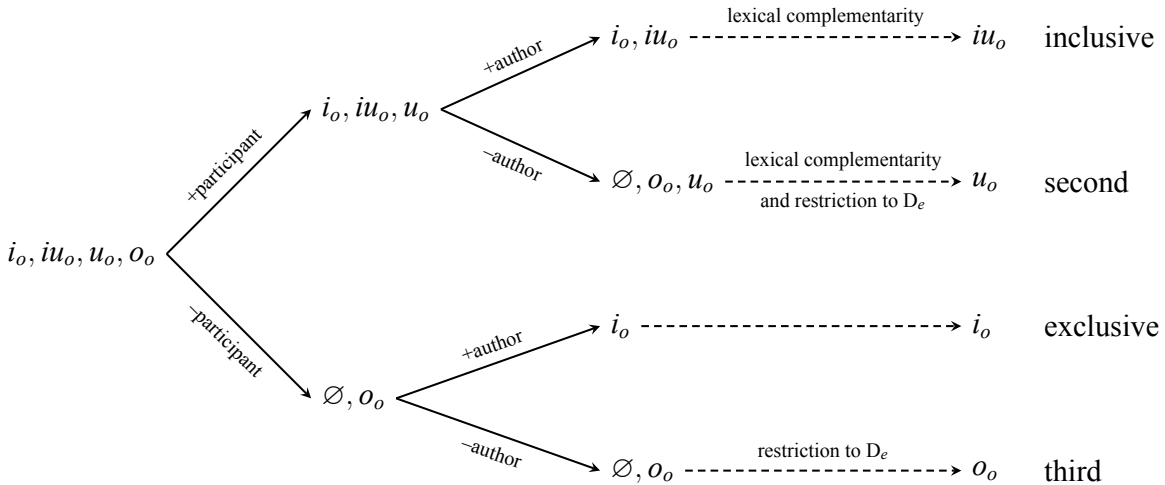 i_o, iu_o, u_o, o_o
+participant
–participant
i_o, iu_o, u_o
∅, o_o
+author
–author
+author
–author
i_o, iu_o
lexical complementarity
iu_o
inclusive
∅, o_o, u_o
lexical complementarity
and restriction to D_e
u_o
second
i_o
i_o
exclusive
∅, o_o
restriction to D_e
o_o
third